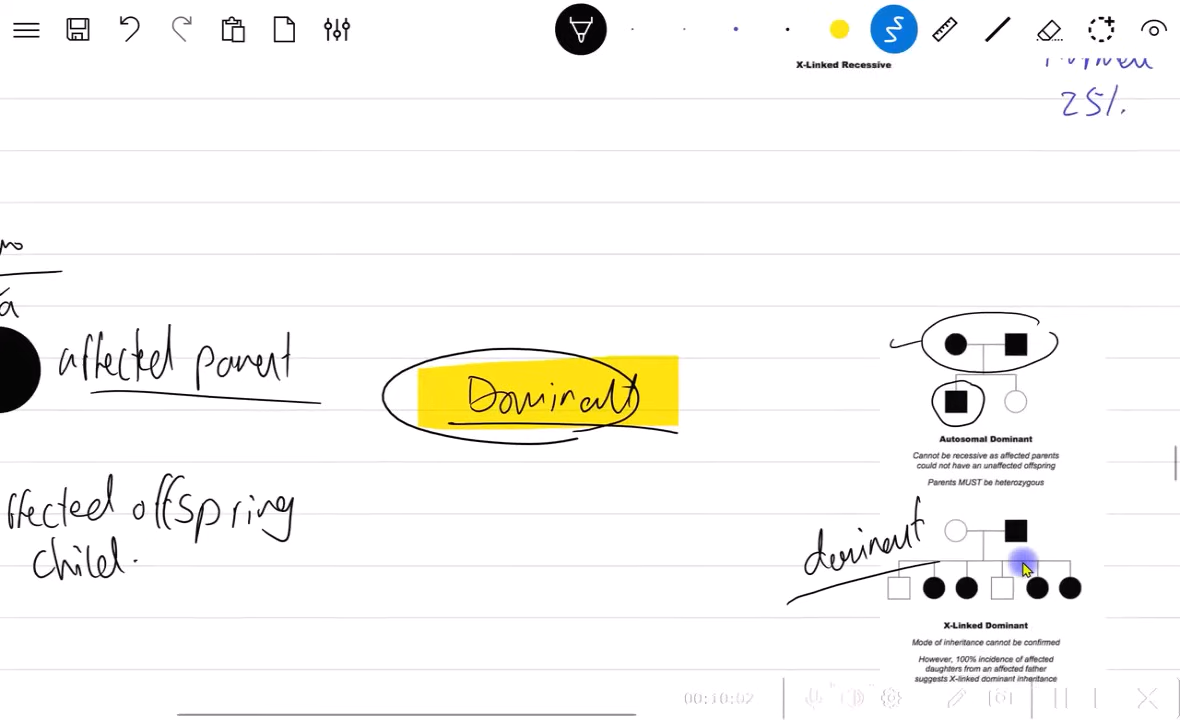 X-Linked Recessive
25%
affected parent
Dominant
ffected offspring
child.
Autosomal Dominant
Cannot be recessive as affected parents
could not have an unaffected offspring
Parents MUST be heterozygous
dominant
X-Linked Dominant
Mode of inheritance cannot be confirmed
However, 100% incidence of affected
daughters from an affected father
suggests X-linked dominant inheritance
00:10:02